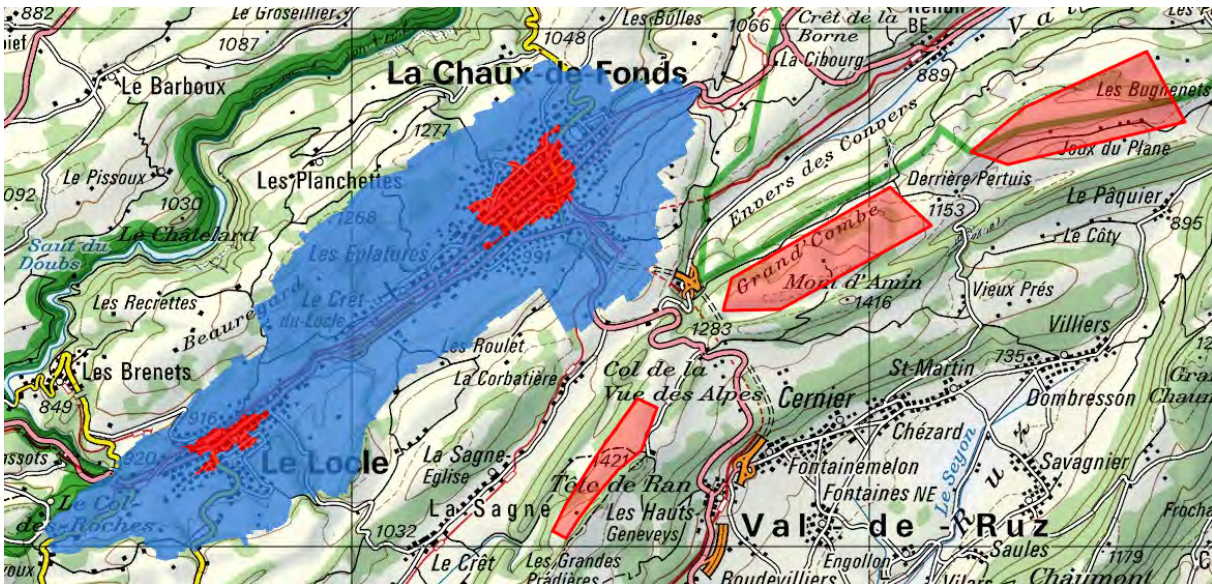 882
Le Groseillier
Les Bulles
1066
Crêt de la
Borne
BE
1087
1048
La Cibourg
La Chaux-de-Fonds
889
Le Barboux
Les Bugnenets
1277
Envers des Convers
Joux du Plane
Le Pissoux
Les Planchettes
Derrière Pertuis
1092
1030
1268
1153
Le Pâquier
Le Châtelard
895
Saut du
Doubs
Les Eplatures
991
Grand'Combe
Le Côty
Mont d'Amin
Les Recrettes
Le Crêt-
du-Locle
1416
Vieux Prés
Beauregard
1283
Villiers
Les Roulet
735
Les Brenets
La Corbatière
Col de la
Vue des Alpes
St-Martin
849
916
Cernier
Dombresson
Chézard
920
Le Locle
La Sagne-
Eglise
1421
Tête de Ran
Fontainemelon
Savagnier
Le Seyon
Le Col-
des-Roches
La Sagne
Les Hauts-
Geneveys
Fontaines NE
1032
Val-de-Ruz
Le Crêt
Les Grandes
Pradières
Engollon
Saules
1179
Boudevilliers